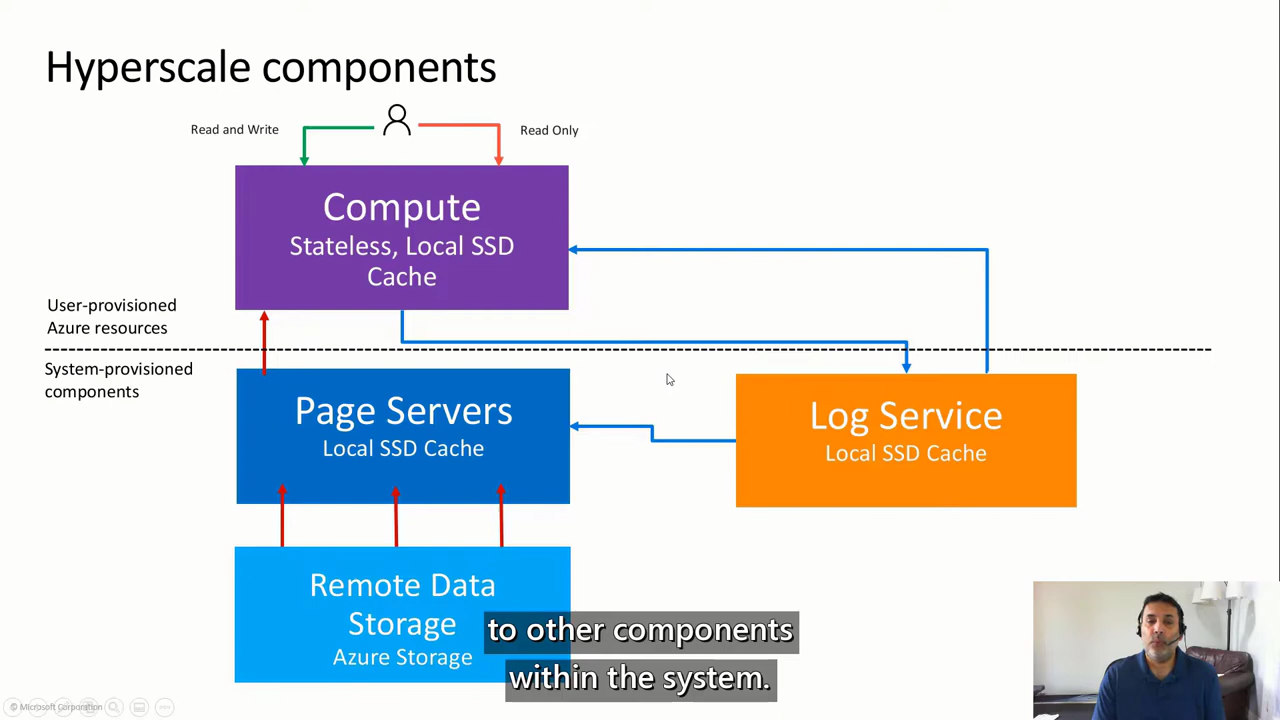 Hyperscale components
Read and Write
Read Only
Compute
Stateless, Local SSD
Cache
User-provisioned
Azure resources
System-provisioned
components
Page Servers
Local SSD Cache
Log Service
Local SSD Cache
Remote Data
Storage
Azure Storage
to other components
within the system.
© Microsoft Corporation